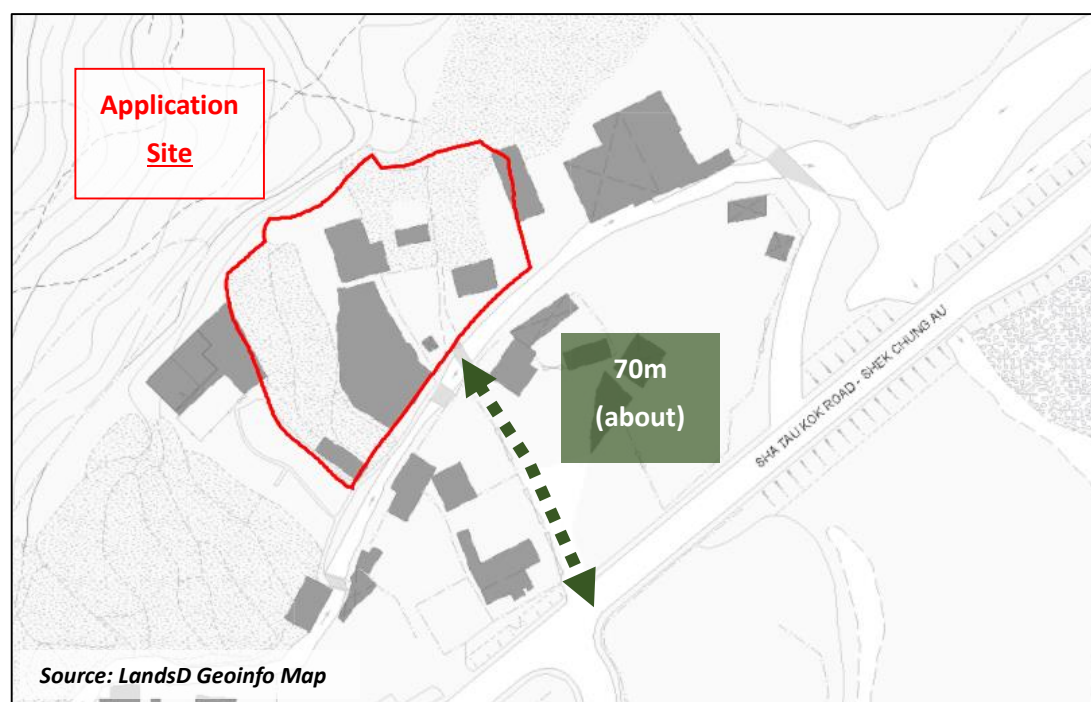 Application
Site
70m
(about)
SHA TAU KOK ROAD - SHEK CHUNG AU
Source: LandsD Geoinfo Map